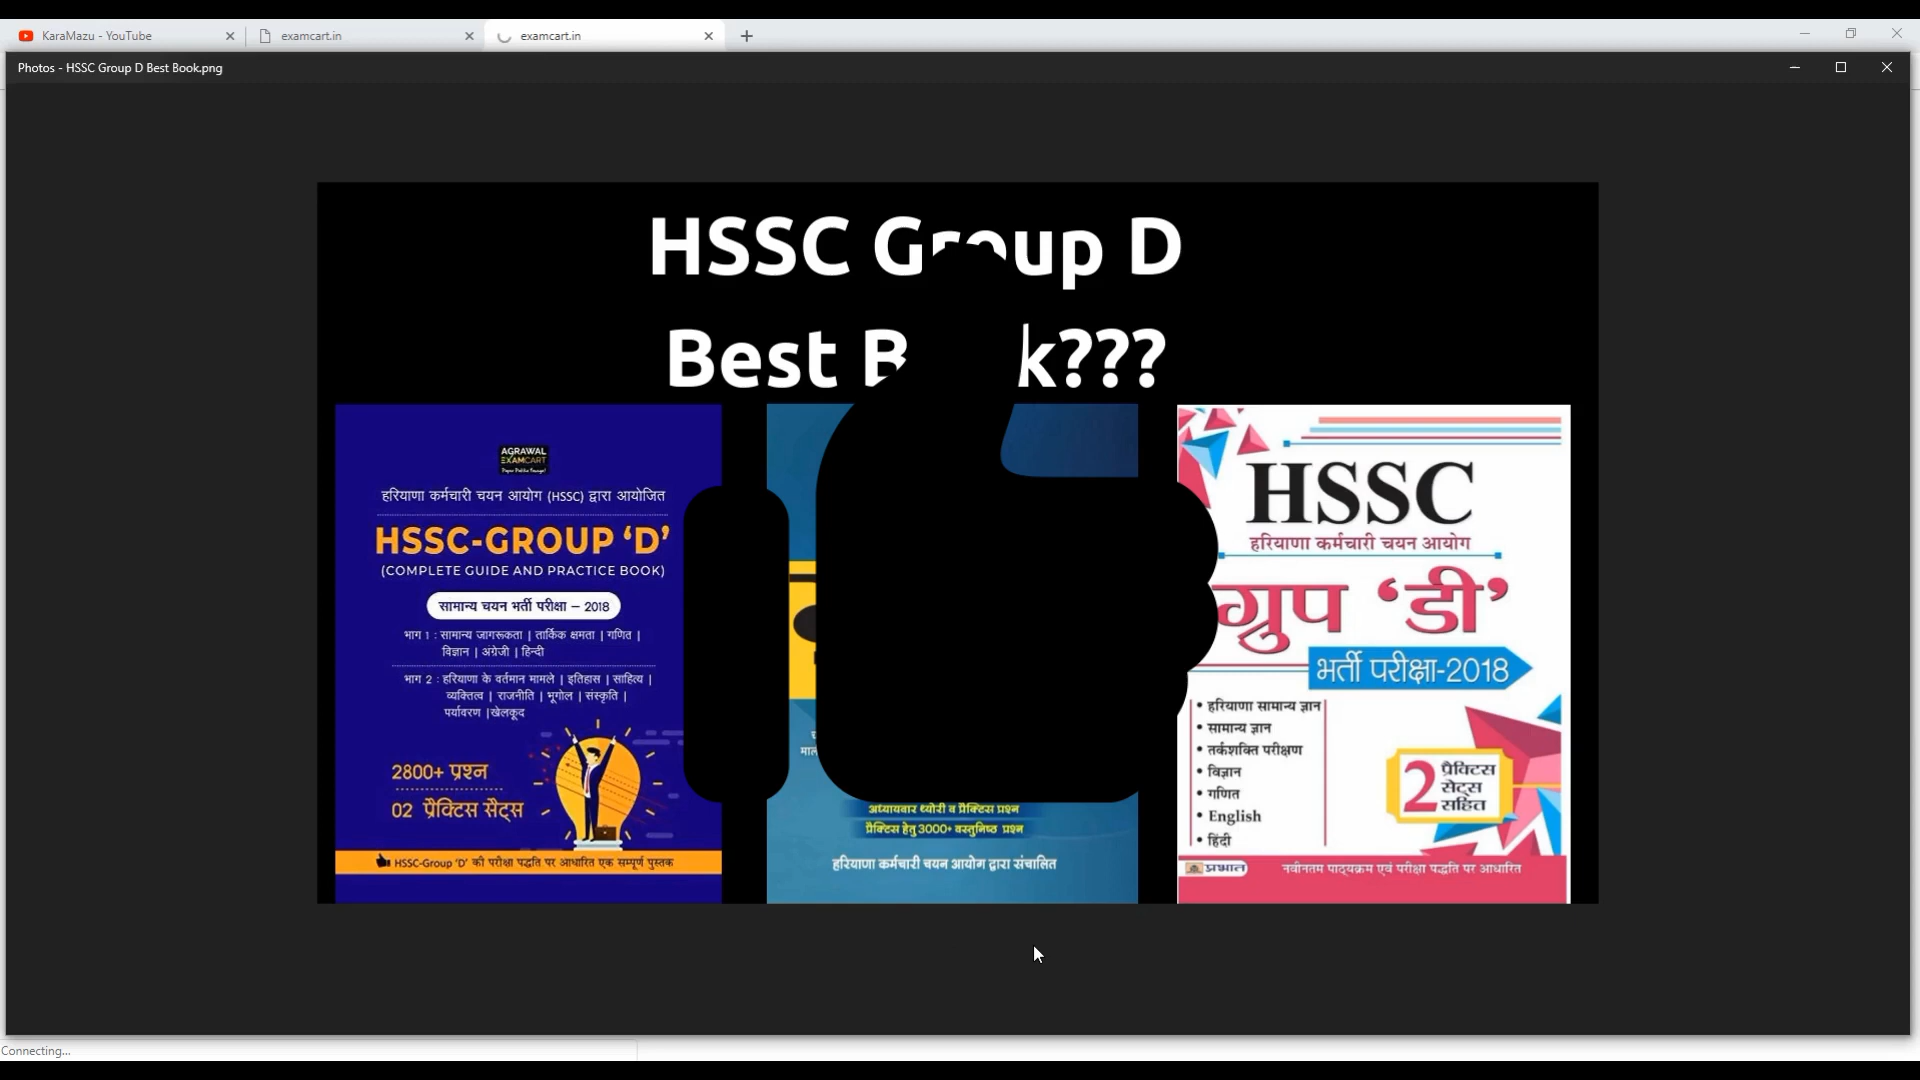 KaraMazu - YouTube
examcart.in
examcart.in
Photos - HSSC Group D Best Book.png
HSSC Group D
Best B k???
AGRAWAL
EXAMCART
हरियाणा कर्मचारी चयन आयोग (HSSC) द्वारा आयोजित
HSSC-GROUP ‘D’
(COMPLETE GUIDE AND PRACTICE BOOK)
सामान्य चयन भर्ती परीक्षा – 2018
भाग 1 : सामान्य जागरूकता | तार्किक क्षमता | गणित |
विज्ञान | अंग्रेजी | हिन्दी
भाग 2 : हरियाणा के वर्तमान मामले | इतिहास | साहित्य |
व्यक्तित्व | राजनीति | भूगोल | संस्कृति |
पर्यावरण | खेलकूद
2800+ प्रश्न
02 प्रैक्टिस सैट्स
HSSC-Group ‘D’ की परीक्षा पद्धति पर आधारित एक सम्पूर्ण पुस्तक
अध्यायवार थ्योरी व प्रैक्टिस प्रश्न
प्रैक्टिस हेतु 3000+ वस्तुनिष्ठ प्रश्न
हरियाणा कर्मचारी चयन आयोग द्वारा संचालित
HSSC
हरियाणा कर्मचारी चयन आयोग
ग्रुप ‘डी’
भर्ती परीक्षा-2018
• हरियाणा सामान्य ज्ञान
• सामान्य ज्ञान
• तर्कशक्ति परीक्षण
• विज्ञान
• गणित
• English
• हिंदी
2 प्रैक्टिस
सेट्स
सहित
प्रभात
नवीनतम पाठ्यक्रम एवं परीक्षा पद्धति पर आधारित
Connecting...